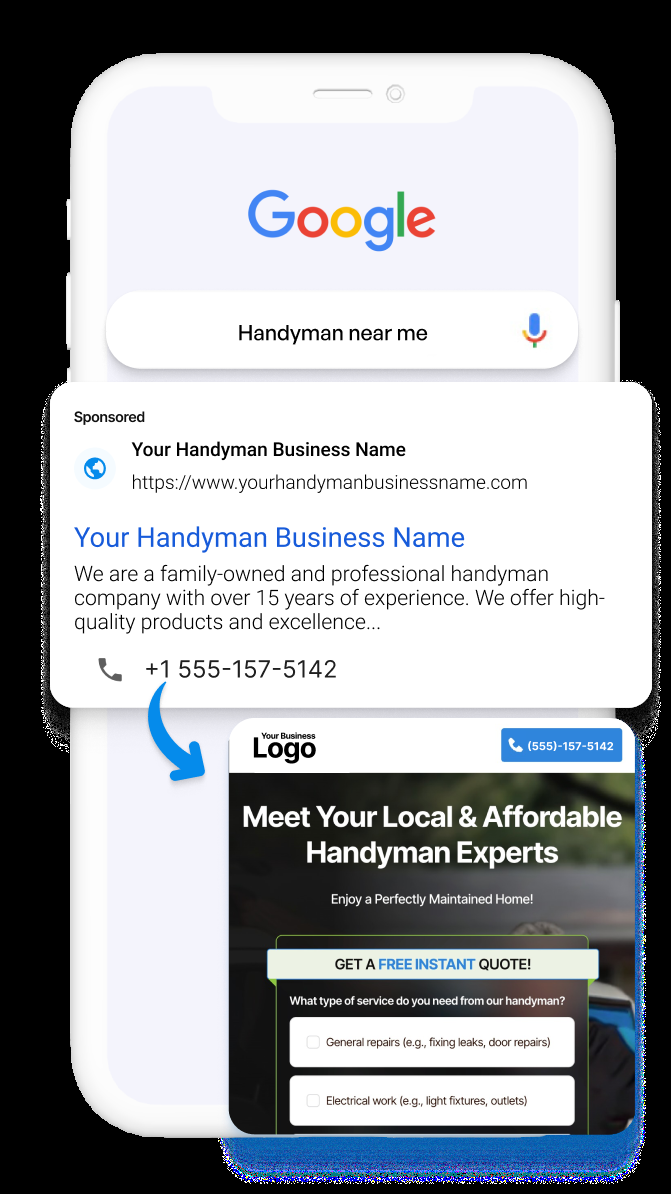 Google
Handyman near me
Sponsored
Your Handyman Business Name
https://www.yourhandymanbusinessname.com
Your Handyman Business Name
We are a family-owned and professional handyman
company with over 15 years of experience. We offer high-
quality products and excellence...
+1 555-157-5142
Your Business
Logo
(555)-157-5142
Meet Your Local & Affordable
Handyman Experts
Enjoy a Perfectly Maintained Home!
GET A FREE INSTANT QUOTE!
What type of service do you need from our handyman?
General repairs (e.g., fixing leaks, door repairs)
Electrical work (e.g., light fixtures, outlets)